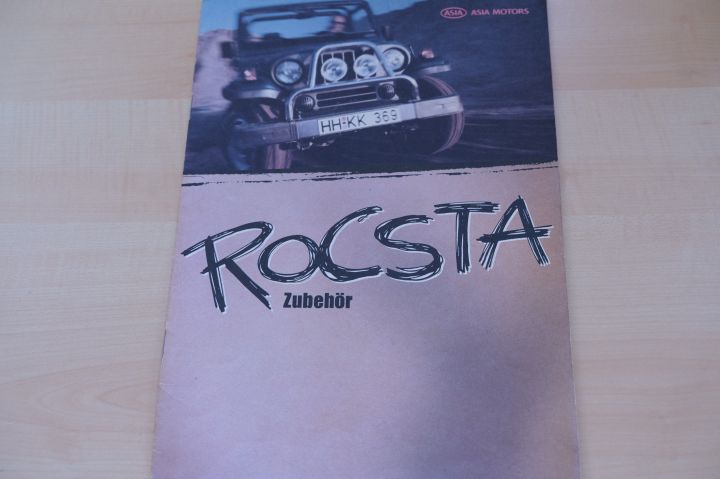 ASIA ASIA MOTORS
HH-KK 369
ROCSTA
Zubehör